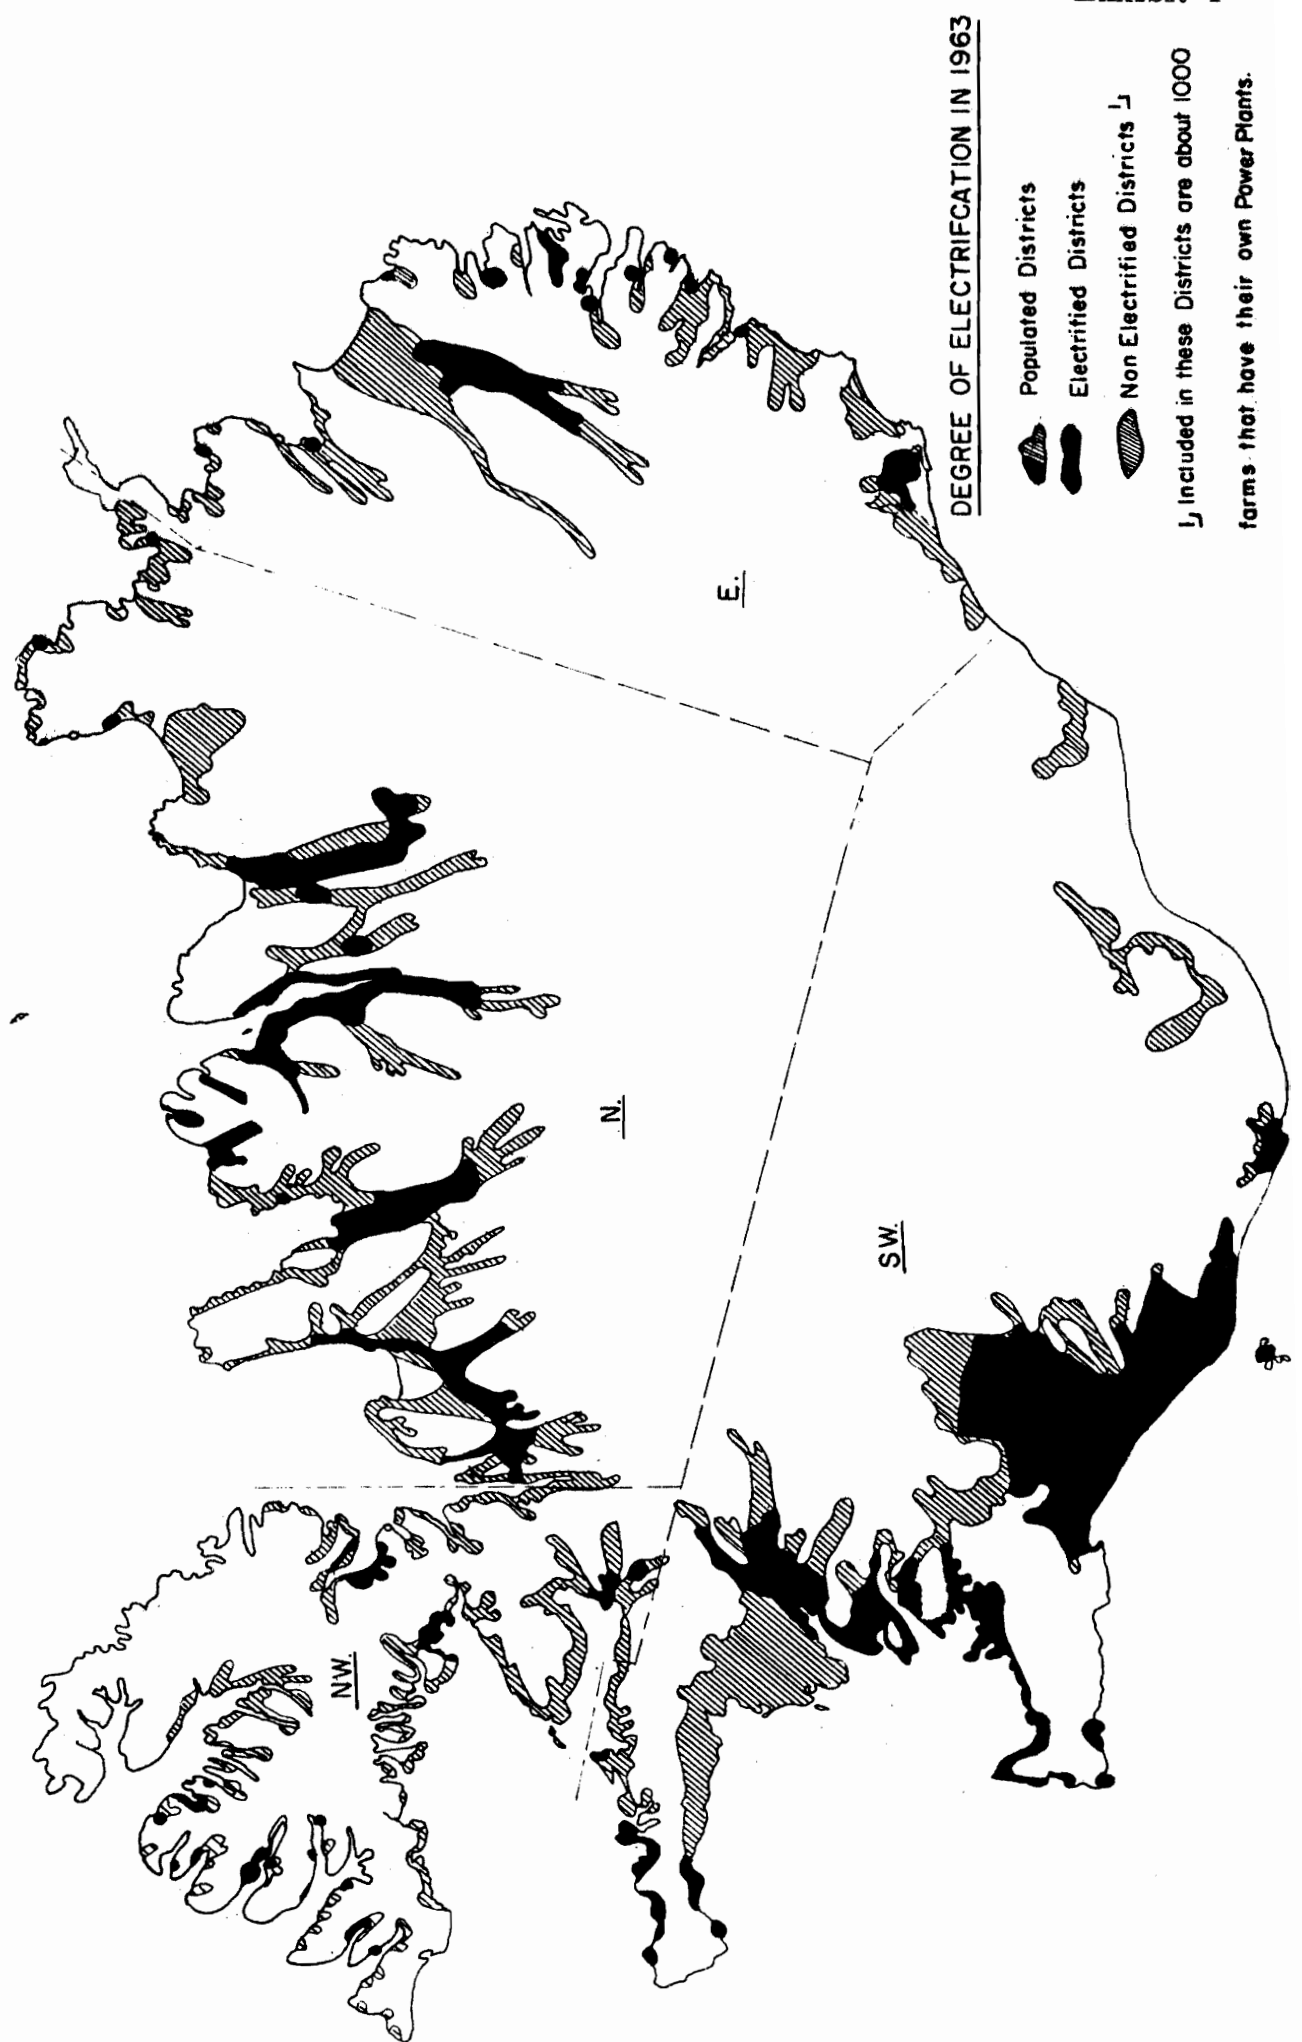 DEGREE OF ELECTRIFCATION IN 1963
Populated Districts
Electrified Districts
Non Electrified Districts 1
1 Included in these Districts are about 1000
farms that have their own Power Plants.
NW.
N.
E.
SW.